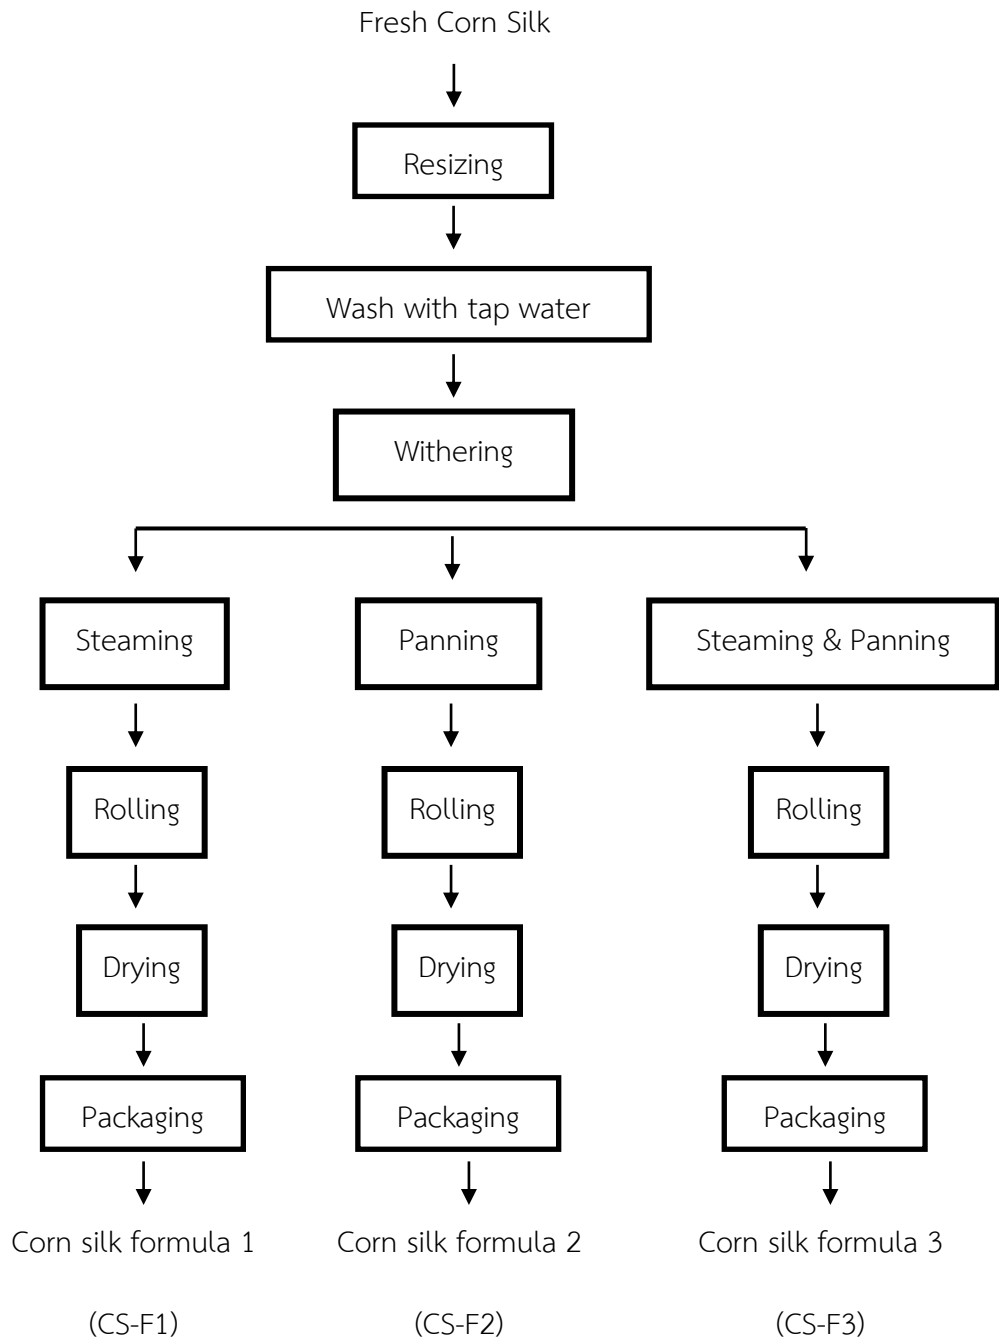 Fresh Corn Silk
Resizing
Wash with tap water
Withering
Steaming
Panning
Steaming & Panning
Rolling
Rolling
Rolling
Drying
Drying
Drying
Packaging
Packaging
Packaging
Corn silk formula 1
Corn silk formula 2
Corn silk formula 3
(CS-F1)
(CS-F2)
(CS-F3)